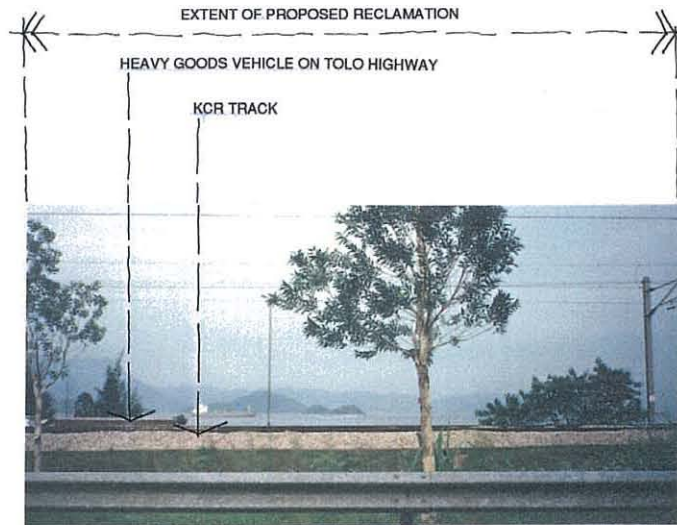 EXTENT OF PROPOSED RECLAMATION
HEAVY GOODS VEHICLE ON TOLO HIGHWAY
KCR TRACK